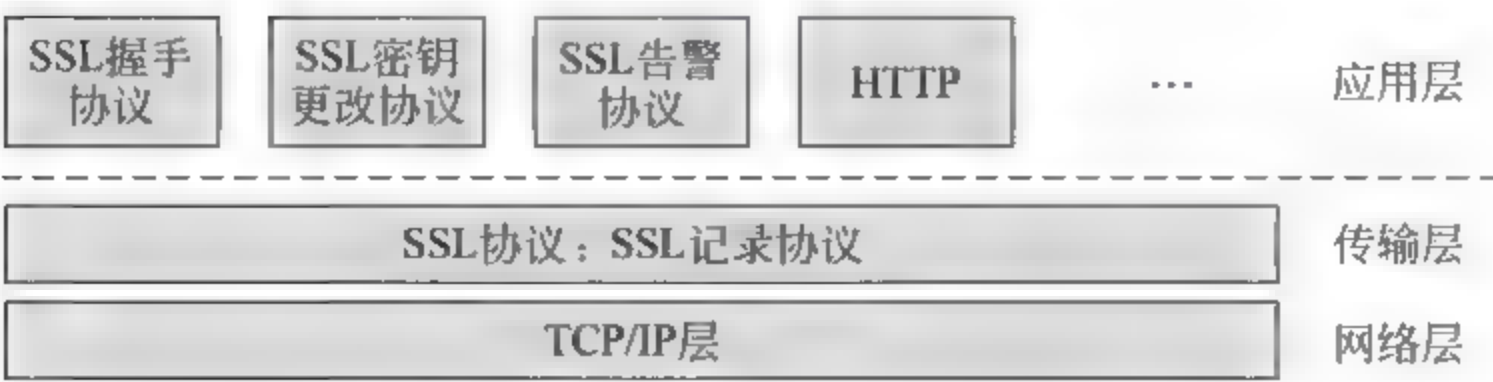 SSL握手
协议
SSL密钥
更改协议
SSL告警
协议
HTTP
…
应用层
SSL协议：SSL记录协议
传输层
TCP/IP层
网络层